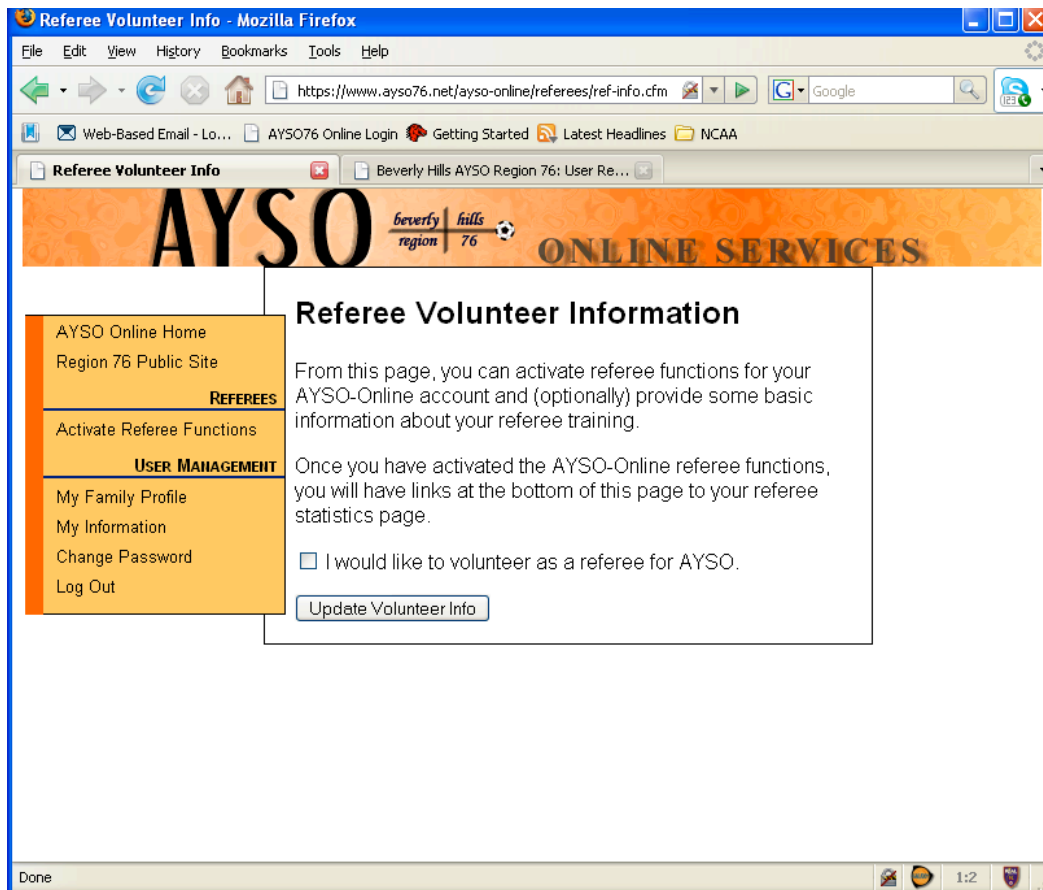 Referee Volunteer Info - Mozilla Firefox
File Edit View History Bookmarks Tools Help
https://www.ayso76.net/ayso-online/referees/ref-info.cfm G Google
Web-Based Email - Lo... AYSO76 Online Login Getting Started Latest Headlines NCAA
Referee Volunteer Info Beverly Hills AYSO Region 76: User Re...
AYSO beverly hills region 76 ONLINE SERVICES
AYSO Online Home
Region 76 Public Site
REFEREES
Activate Referee Functions
USER MANAGEMENT
My Family Profile
My Information
Change Password
Log Out
Referee Volunteer Information
From this page, you can activate referee functions for your
AYSO-Online account and (optionally) provide some basic
information about your referee training.
Once you have activated the AYSO-Online referee functions,
you will have links at the bottom of this page to your referee
statistics page.
I would like to volunteer as a referee for AYSO.
Update Volunteer Info
Done 1:2